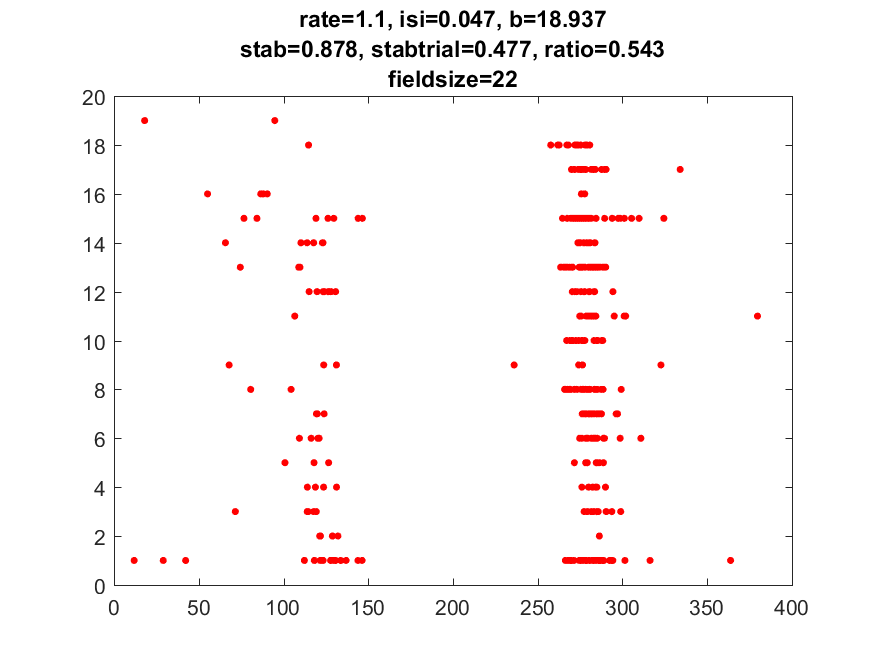 rate=1.1, isi=0.047, b=18.937
stab=0.878, stabtrial=0.477, ratio=0.543
fieldsize=22
20
18
16
14
12
10
8
6
4
2
0
0 50 100 150 200 250 300 350 400